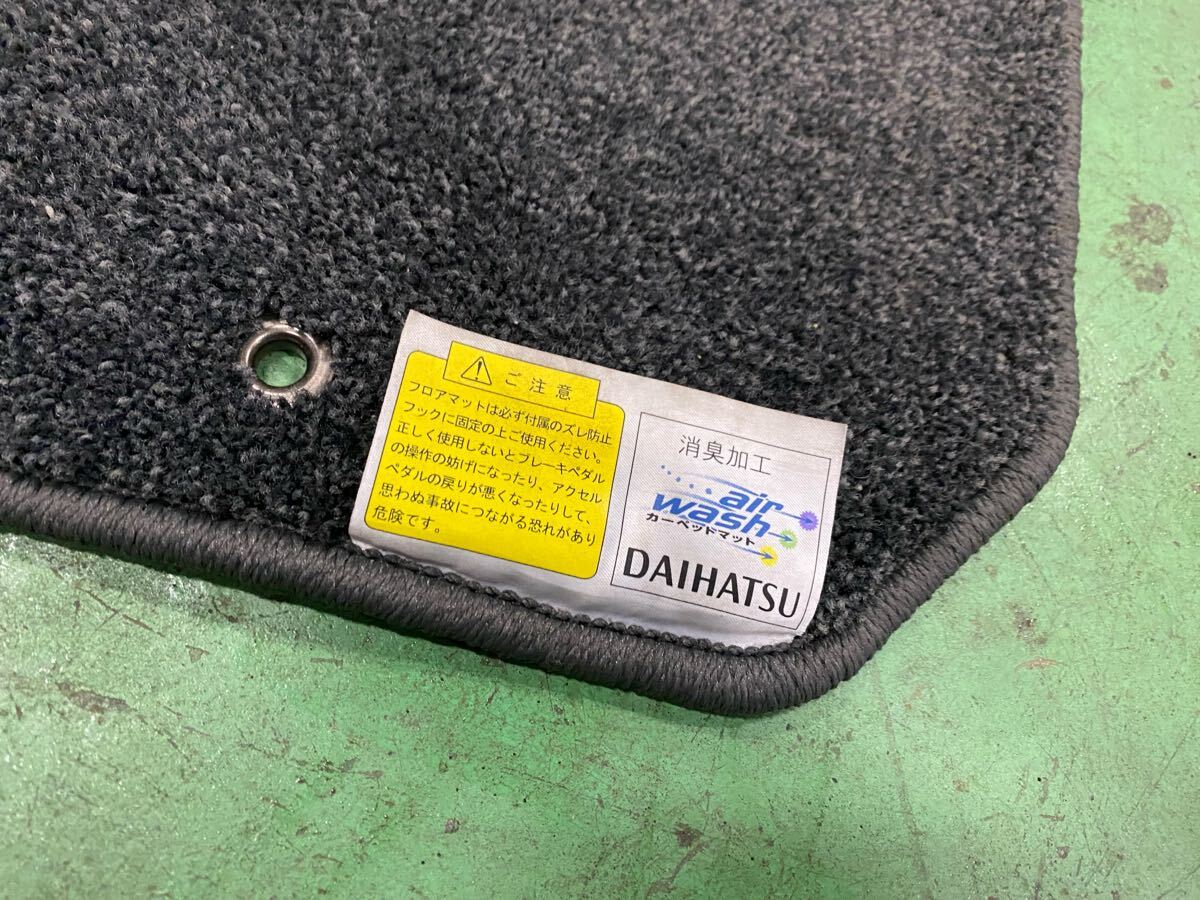 ご注意
フロアマットは必ず付属のズレ防止
フックに固定の上ご使用ください。
正しく使用しないとブレーキペダル
の操作の妨げになったり、アクセル
ペダルの戻りが悪くなったりして、
思わぬ事故につながる恐れがあり
危険です。
消臭加工
air
wash
カーペットマット
DAIHATSU